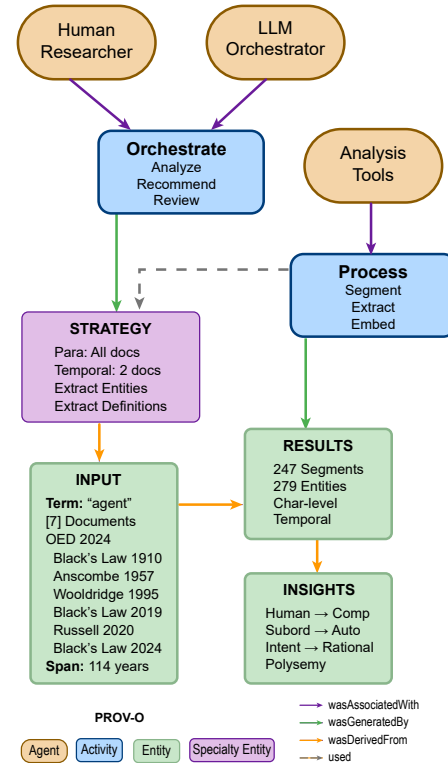 Human
Researcher
LLM
Orchestrator
Orchestrate
Analyze
Recommend
Review
Analysis
Tools
Process
Segment
Extract
Embed
STRATEGY
Para: All docs
Temporal: 2 docs
Extract Entities
Extract Definitions
RESULTS
247 Segments
279 Entities
Char-level
Temporal
INPUT
Term: “agent”
[7] Documents
OED 2024
Black’s Law 1910
Anscombe 1957
Wooldridge 1995
Black’s Law 2019
Russell 2020
Black’s Law 2024
Span: 114 years
INSIGHTS
Human → Comp
Subord → Auto
Intent → Rational
Polysemy
PROV-O
Agent
Activity
Entity
Specialty Entity
wasAssociatedWith
wasGeneratedBy
wasDerivedFrom
used